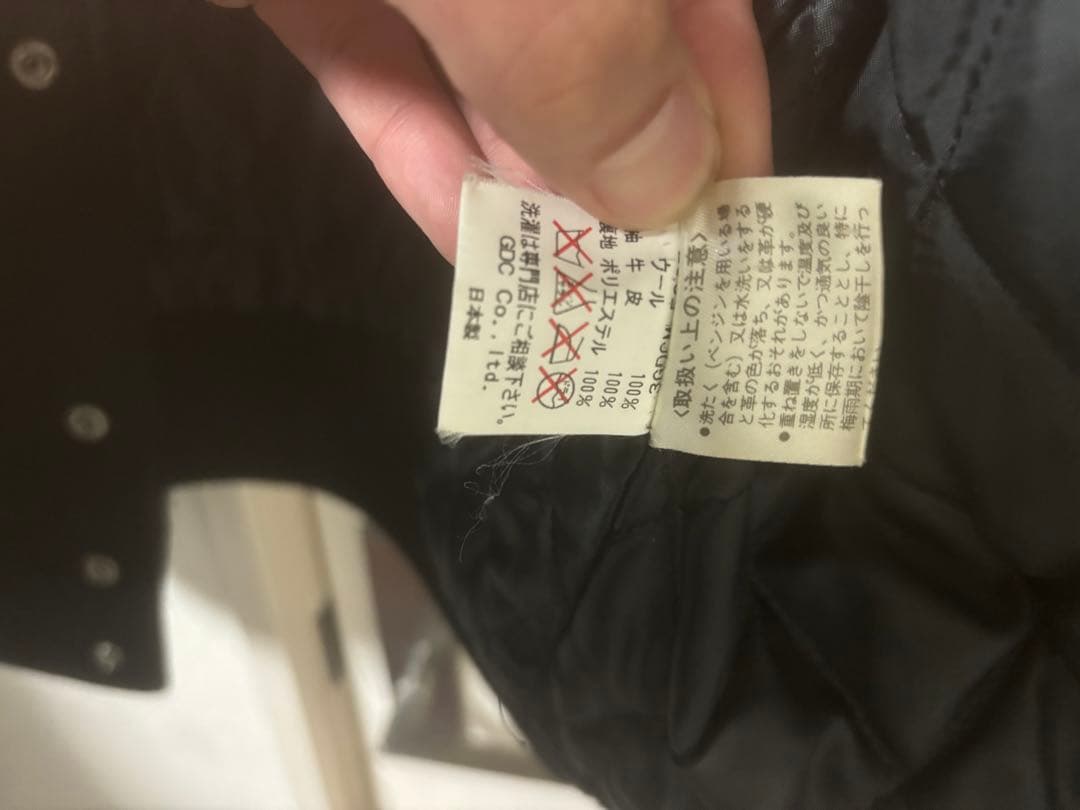 ウール 100%
袖 牛皮 100%
裏地 ポリエステル 100%
洗濯は専門店にご相談下さい。
GDC Co., ltd.
日本製
〈取扱い上の注意〉
●洗たく（ベンジンを用いる場
合を含む）又は水洗いをする
と革の色が落ち、又は革が硬
化するおそれがあります。
●重ね置きをしないで温度及び
湿度が低く、かつ通気の良い
所に保存することとし、特に
梅雨期において陰干しを行っ